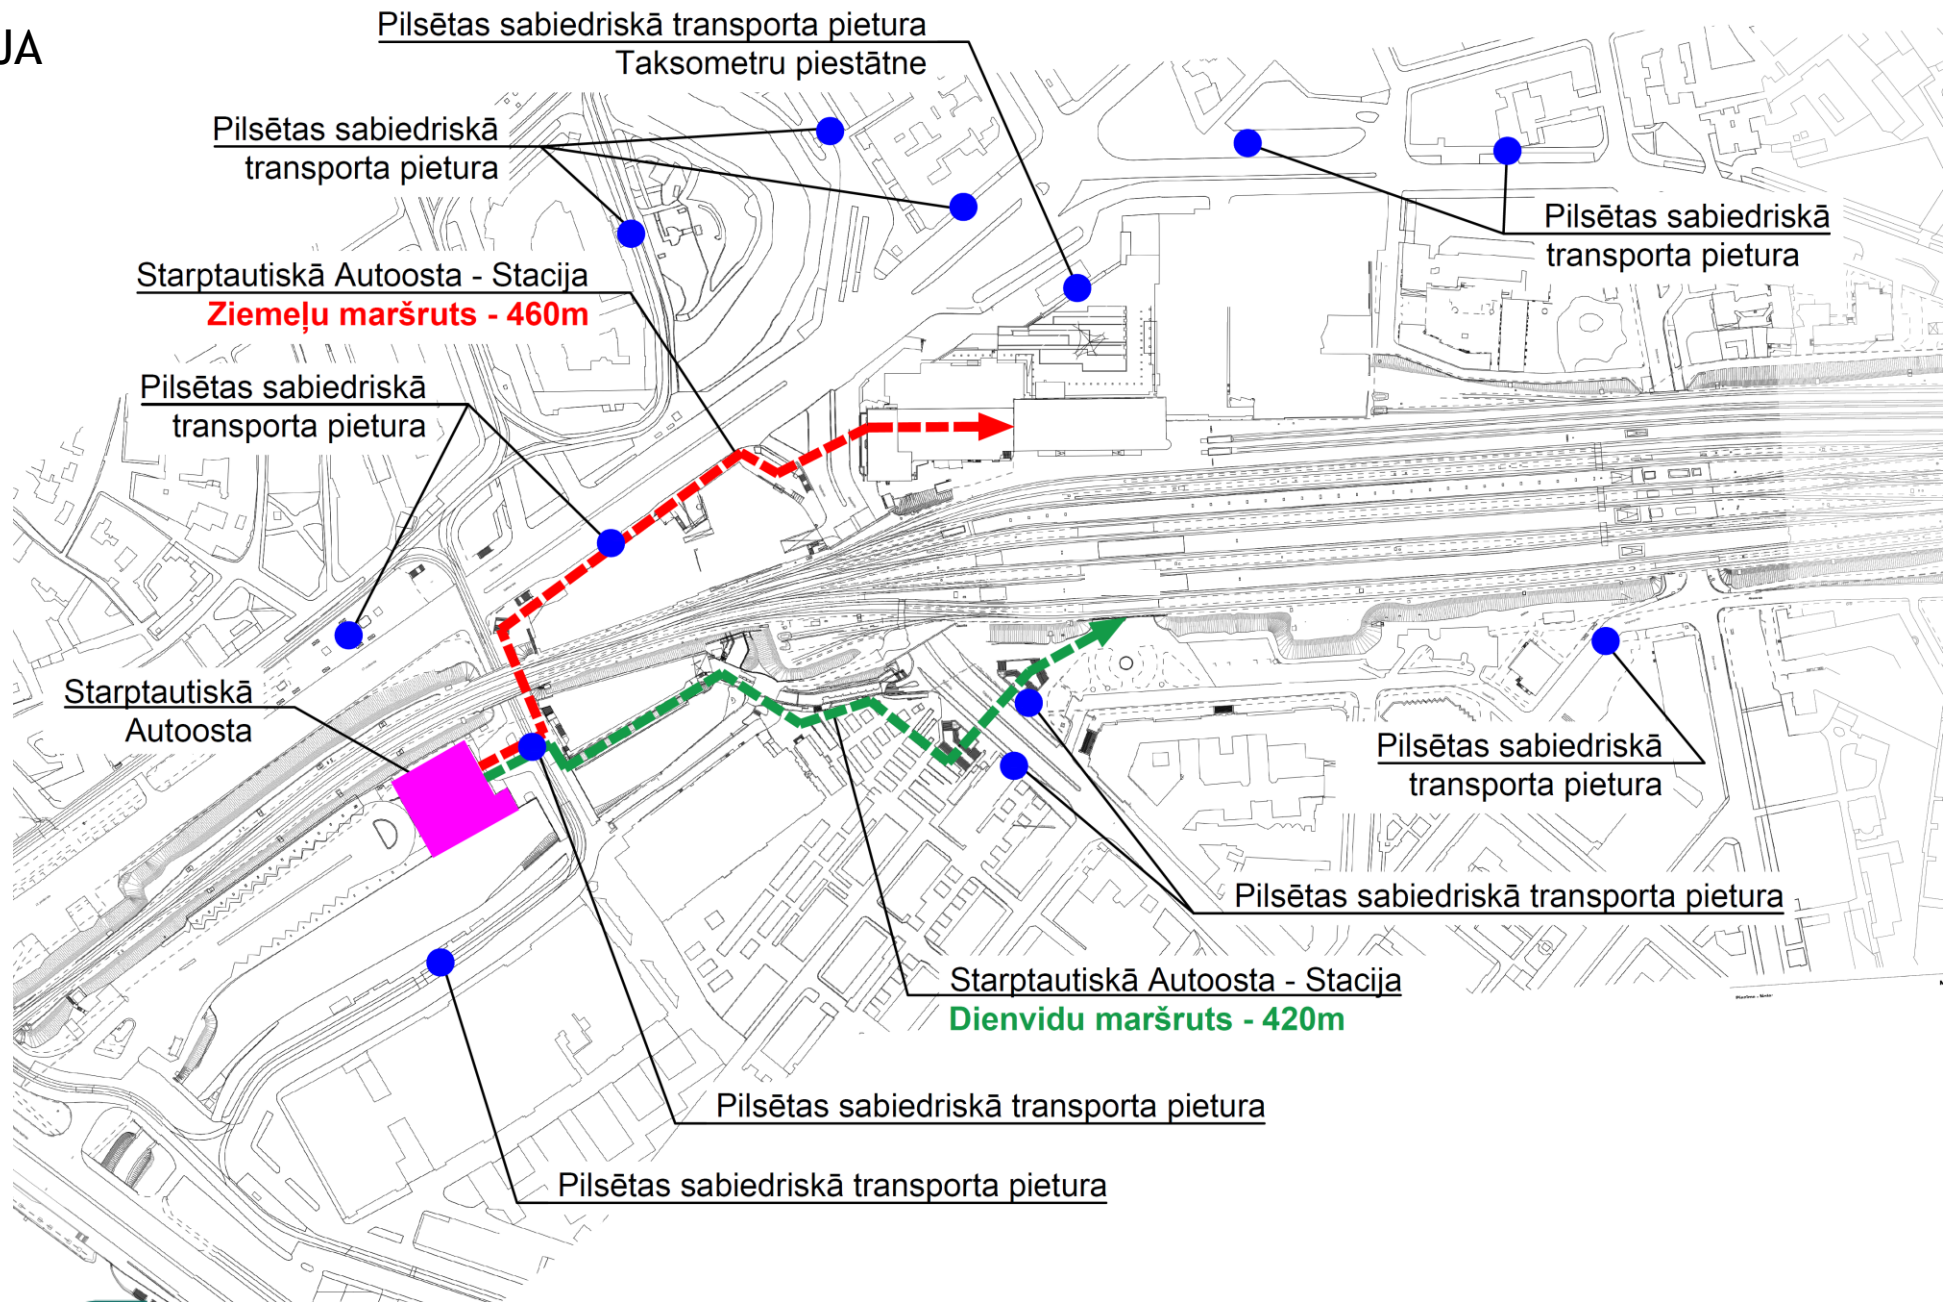 JA
Pilsētas sabiedriskā transporta pietura
Taksometru piestātne
Pilsētas sabiedriskā
transporta pietura
Pilsētas sabiedriskā
transporta pietura
Starptautiskā Autoosta - Stacija
Ziemeļu maršruts - 460m
Pilsētas sabiedriskā
transporta pietura
Starptautiskā
Autoosta
Pilsētas sabiedriskā
transporta pietura
Pilsētas sabiedriskā transporta pietura
Starptautiskā Autoosta - Stacija
Dienvidu maršruts - 420m
Pilsētas sabiedriskā transporta pietura
Pilsētas sabiedriskā transporta pietura